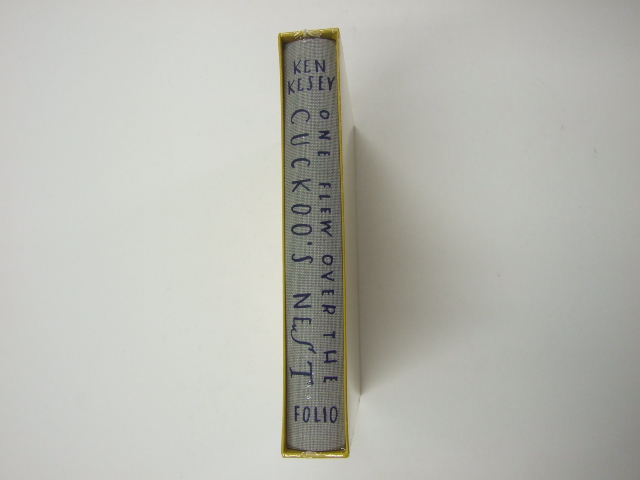 KEN
KESEY
ONE FLEW OVER THE
CUCKOO'S NEST
FOLIO